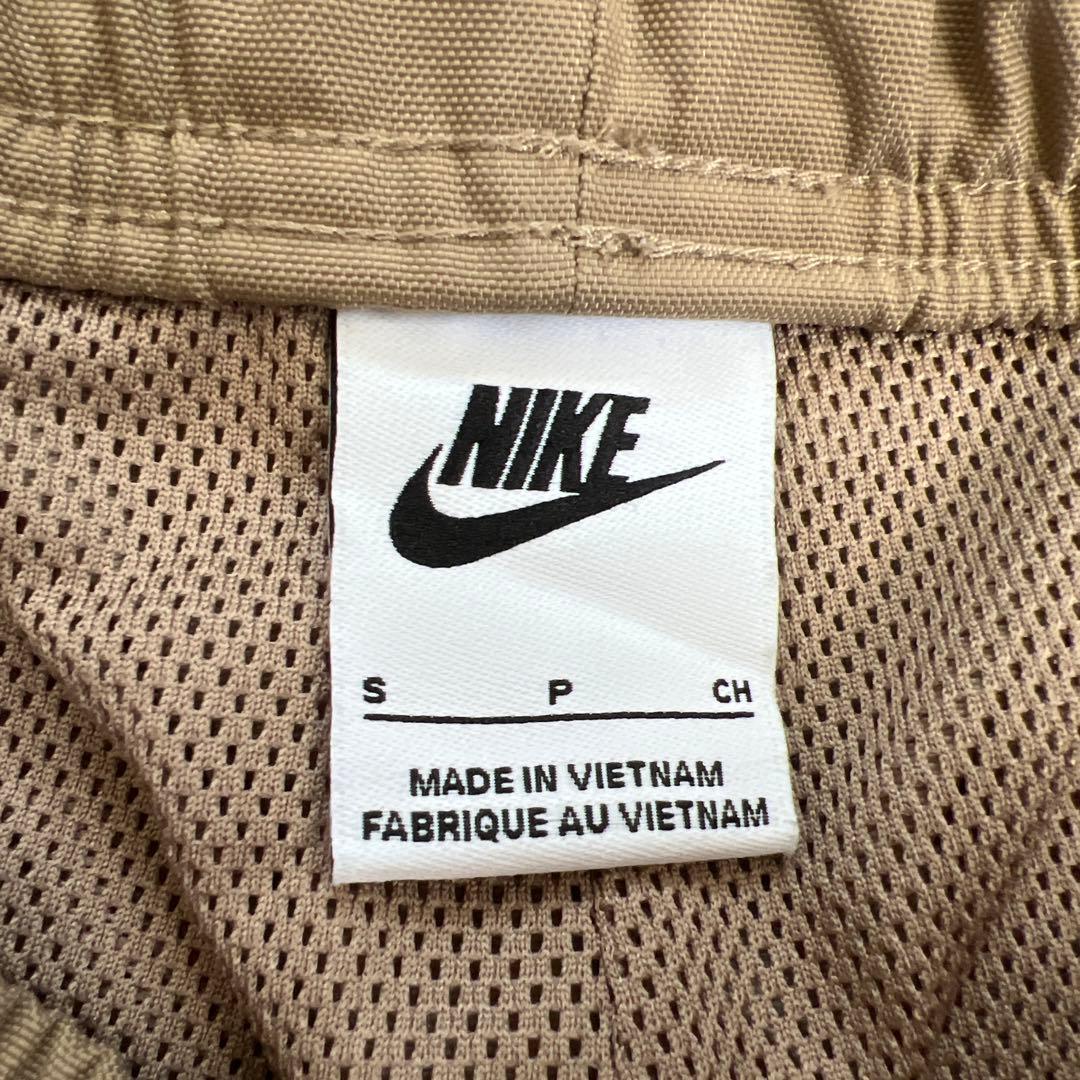 NIKE
S P CH
MADE IN VIETNAM
FABRIQUE AU VIETNAM